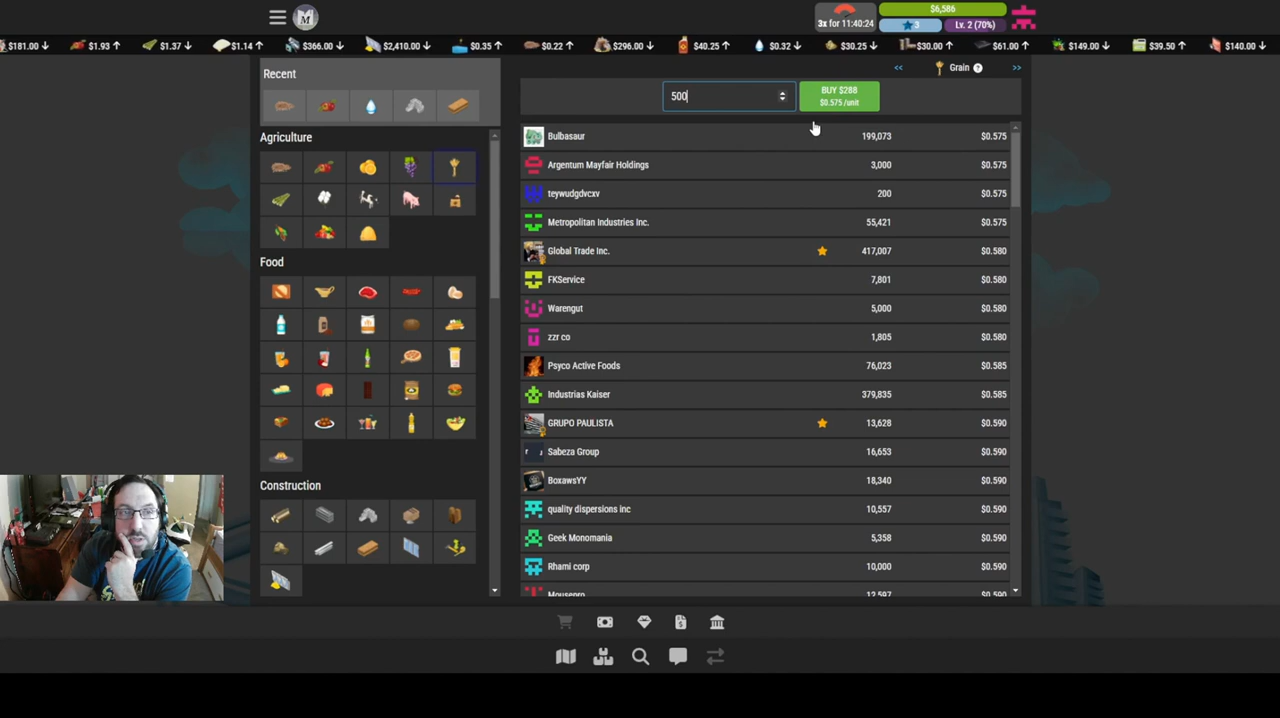 $6,586
3x for 11:40:24
3
Lv. 2 (70%)
$181.00 ↓ $1.93 ↑ $1.37 ↓ $1.14 ↑ $366.00 ↓ $2,410.00 ↓ $0.35 ↑ $0.22 ↑ $296.00 ↓ $40.25 ↑ $0.32 ↓ $30.25 ↓ $30.00 ↑ $61.00 ↑ $149.00 ↓ $39.50 ↑ $140.00 ↓
Recent
<< Grain ? >>
500
BUY $288
$0.575 /unit
Agriculture
Food
Construction
Bulbasaur 199,073 $0.575
Argentum Mayfair Holdings 3,000 $0.575
teywudgdvcxv 200 $0.575
Metropolitan Industries Inc. 55,421 $0.575
Global Trade Inc. 417,007 $0.580
FKService 7,801 $0.580
Warengut 5,000 $0.580
zzr co 1,805 $0.580
Psyco Active Foods 76,023 $0.585
Industrias Kaiser 379,835 $0.585
GRUPO PAULISTA 13,628 $0.590
Sabeza Group 16,653 $0.590
BoxawsYY 18,340 $0.590
quality dispersions inc 10,557 $0.590
Geek Monomania 5,358 $0.590
Rhami corp 10,000 $0.590
Mousepro 12,597 $0.590